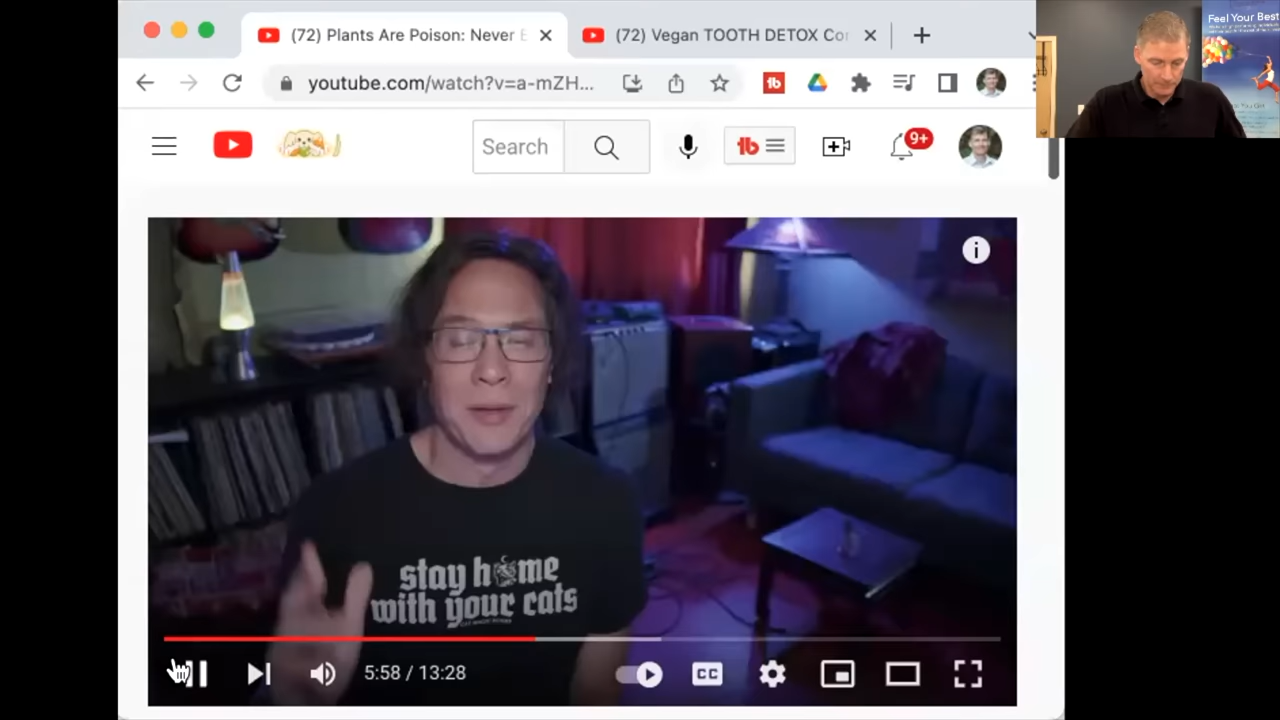 (72) Plants Are Poison: Never E
(72) Vegan TOOTH DETOX Cor
youtube.com/watch?v=a-mZH...
Search
9+
Feel Your Best
stay home
with your cats
5:58 / 13:28
CC